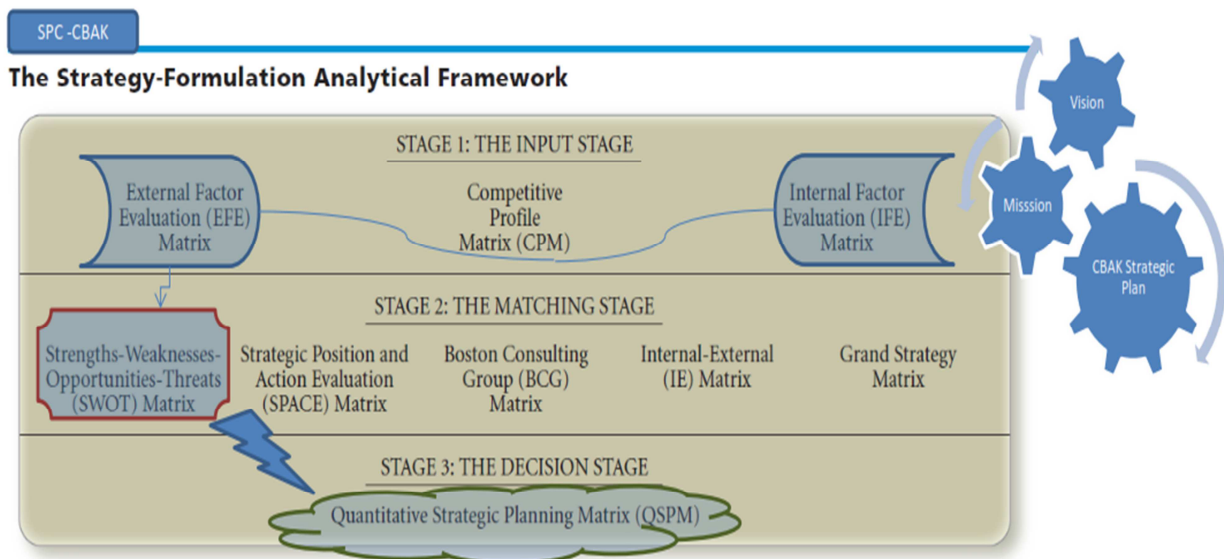 SPC -CBAK
The Strategy-Formulation Analytical Framework
STAGE 1: THE INPUT STAGE
External Factor
Evaluation (EFE)
Matrix
Competitive
Profile
Matrix (CPM)
Internal Factor
Evaluation (IFE)
Matrix
STAGE 2: THE MATCHING STAGE
Strengths-Weaknesses-
Opportunities-Threats
(SWOT) Matrix
Strategic Position and
Action Evaluation
(SPACE) Matrix
Boston Consulting
Group (BCG)
Matrix
Internal-External
(IE) Matrix
Grand Strategy
Matrix
STAGE 3: THE DECISION STAGE
Quantitative Strategic Planning Matrix (QSPM)
Vision
Misssion
CBAK Strategic
Plan